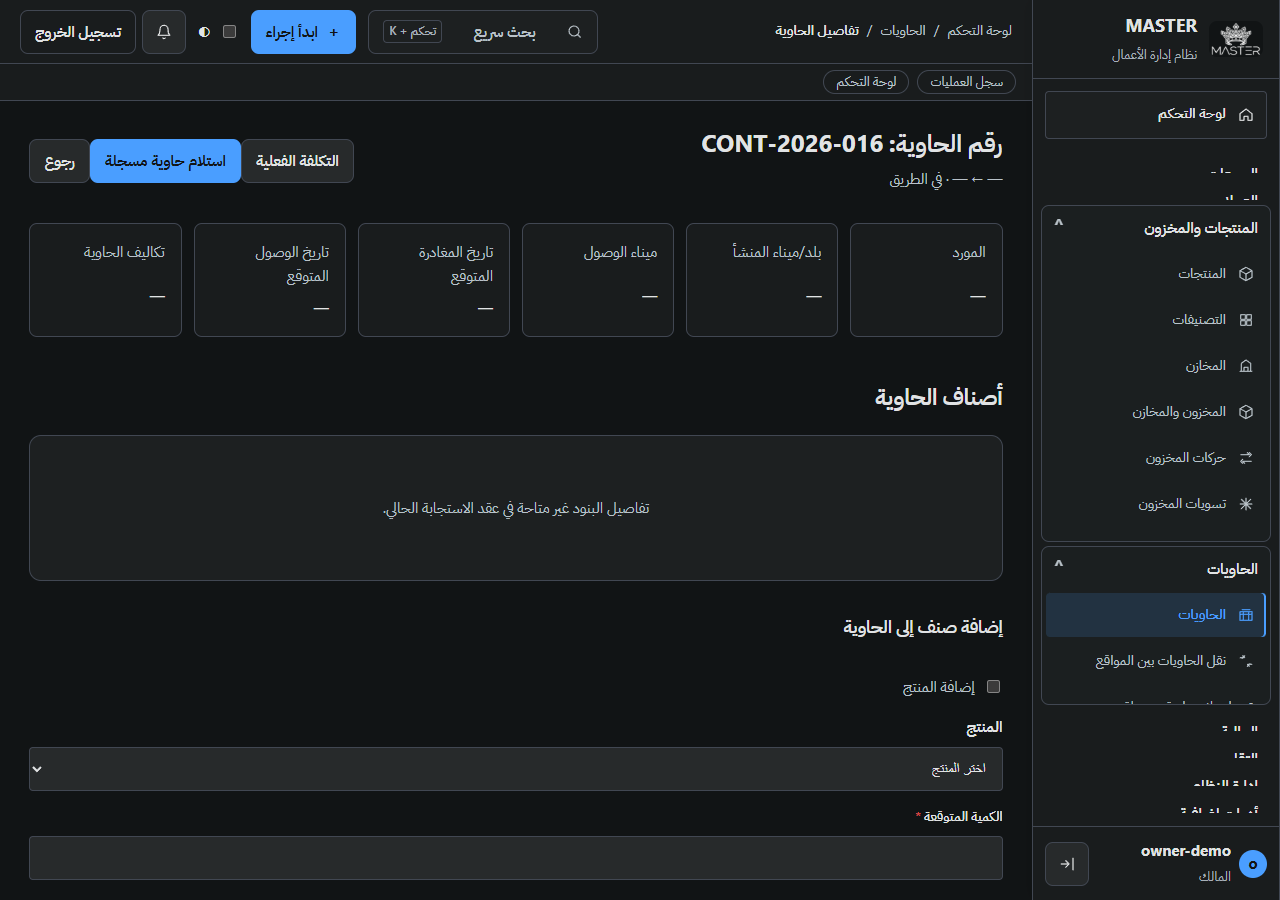 MASTER
نظام إدارة الأعمال
MASTER
لوحة التحكم / الحاويات / تفاصيل الحاوية
بحث سريع
تحكم + K
+ ابدأ إجراء
تسجيل الخروج
سجل العمليات
لوحة التحكم
لوحة التحكم
المنتجات والمخزون
المنتجات
التصنيفات
المخازن
المخزون والمخازن
حركات المخزون
تسويات المخزون
الحاويات
الحاويات
نقل الحاويات بين المواقع
owner-demo
المالك
o
رقم الحاوية: CONT-2026-016
— ← — · في الطريق
التكلفة الفعلية
استلام حاوية مسجلة
رجوع
المورد
—
بلد/ميناء المنشأ
—
ميناء الوصول
—
تاريخ المغادرة
المتوقع
—
تاريخ الوصول
المتوقع
—
تكاليف الحاوية
—
أصناف الحاوية
تفاصيل البنود غير متاحة في عقد الاستجابة الحالي.
إضافة صنف إلى الحاوية
إضافة المنتج
المنتج
اختر المنتج
الكمية المتوقعة *